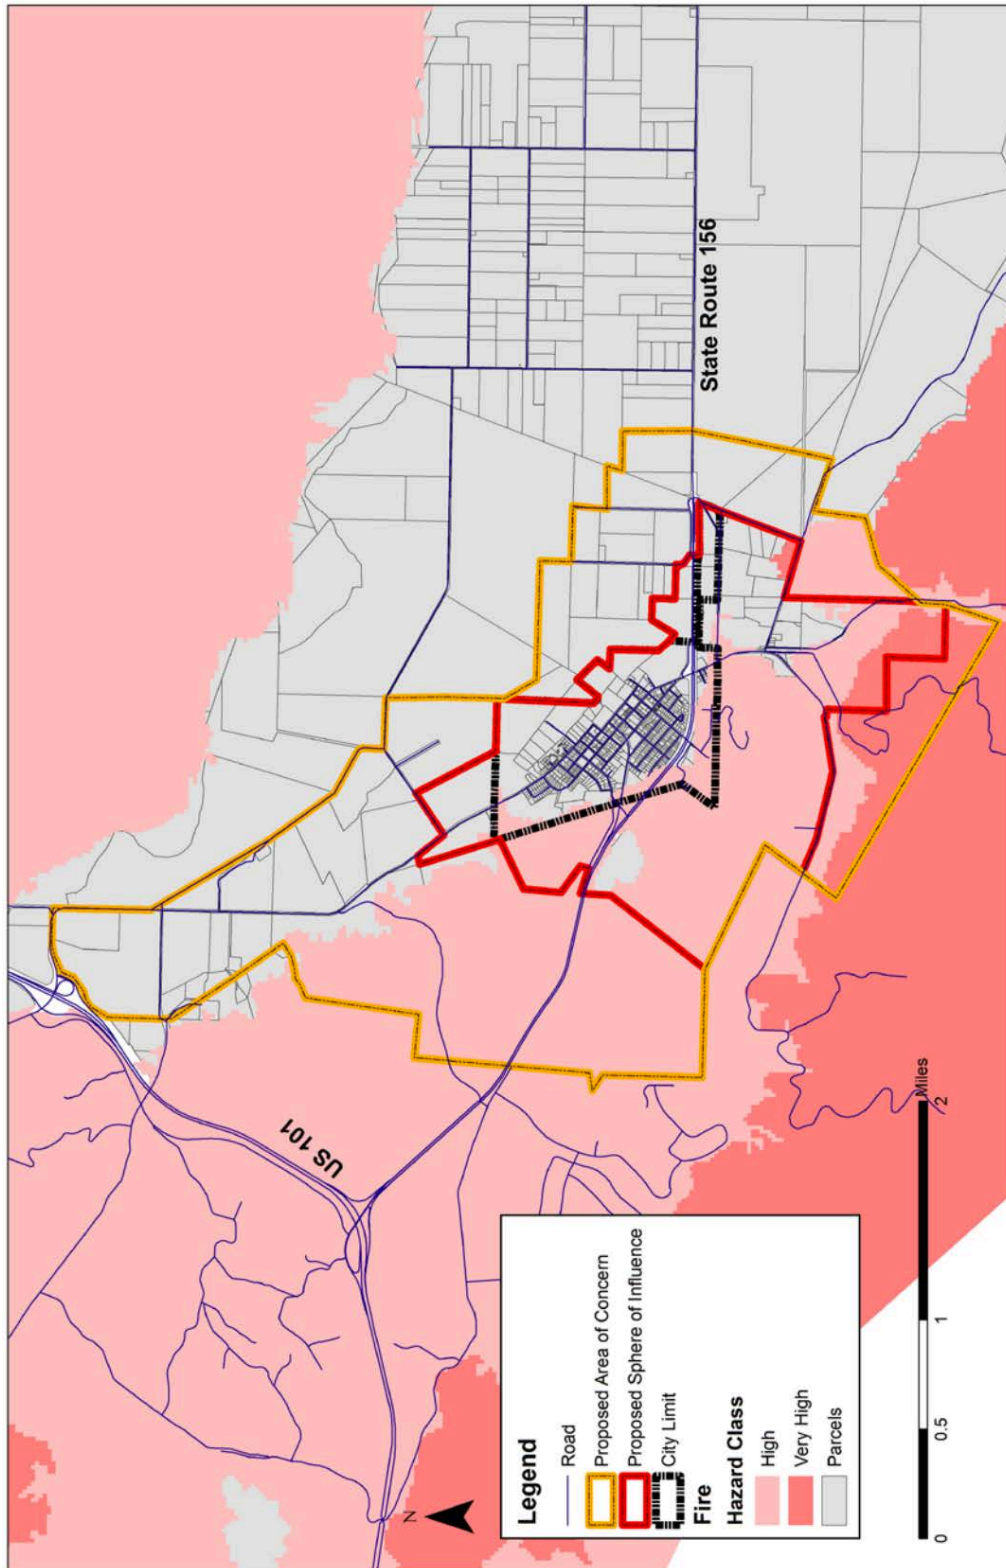 US 101
State Route 156
N
Legend
Road
Proposed Area of Concern
Proposed Sphere of Influence
City Limit
Fire
Hazard Class
High
Very High
Parcels
0 0.5 1 2
Miles